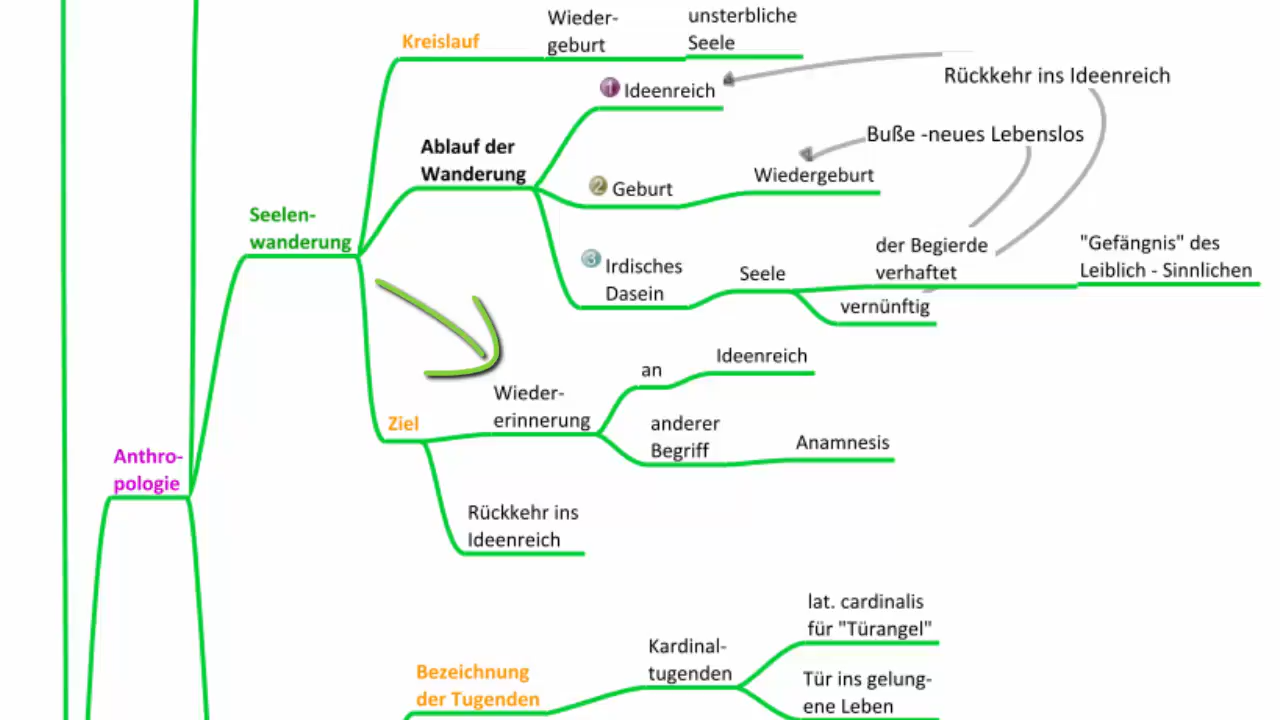 Wieder-
geburt
unsterbliche
Seele
Kreislauf
Rückkehr ins Ideenreich
1 Ideenreich
Buße -neues Lebenslos
Ablauf der
Wanderung
2 Geburt
Wiedergeburt
Seelen-
wanderung
der Begierde
verhaftet
"Gefängnis" des
Leiblich - Sinnlichen
3 Irdisches
Dasein
Seele
vernünftig
Ziel
Wieder-
erinnerung
an
Ideenreich
anderer
Begriff
Anamnesis
Anthro-
pologie
Rückkehr ins
Ideenreich
lat. cardinalis
für "Türangel"
Kardinal-
tugenden
Bezeichnung
der Tugenden
Tür ins gelung-
ene Leben